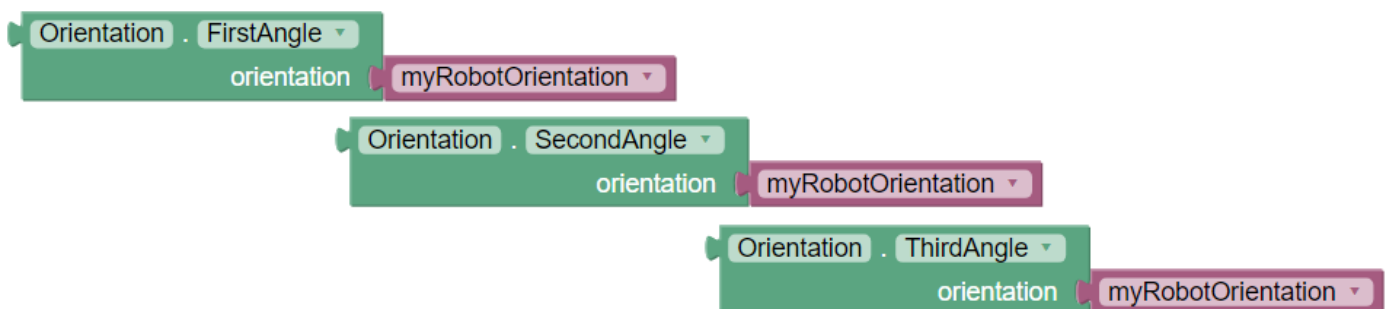 Orientation . FirstAngle
orientation myRobotOrientation
Orientation . SecondAngle
orientation myRobotOrientation
Orientation . ThirdAngle
orientation myRobotOrientation